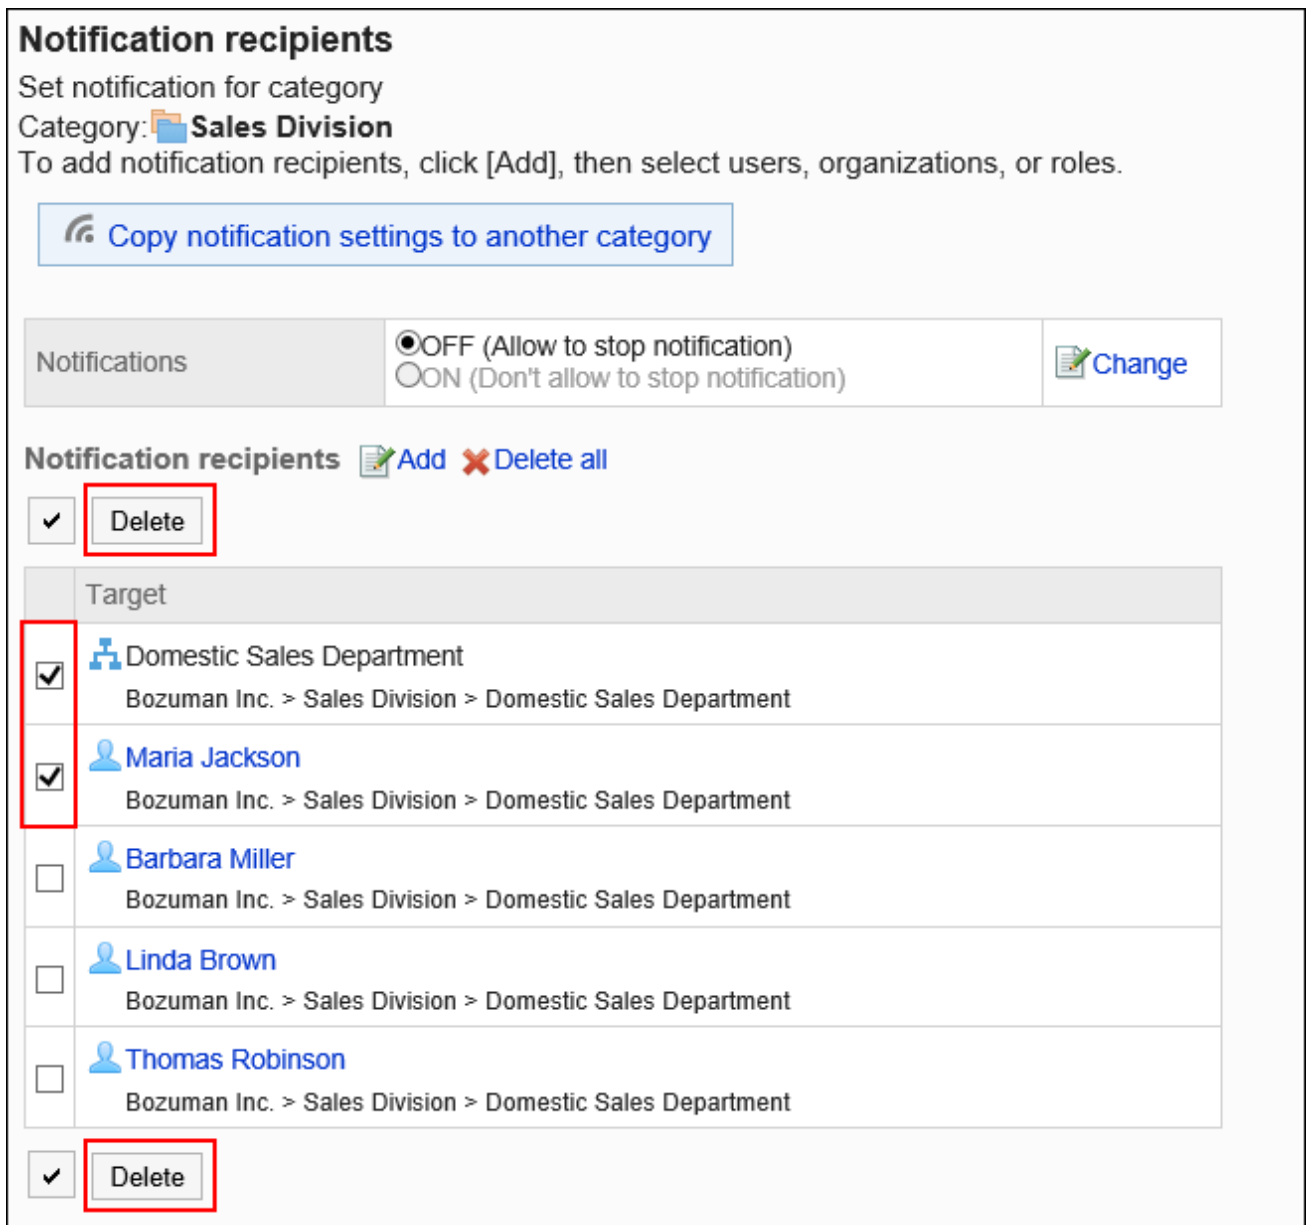 Notification recipients
Set notification for category
Category: Sales Division
To add notification recipients, click [Add], then select users, organizations, or roles.
Copy notification settings to another category
Notifications
OFF (Allow to stop notification)
ON (Don't allow to stop notification)
Change
Notification recipients Add Delete all
Delete
Target
Domestic Sales Department
Bozuman Inc. > Sales Division > Domestic Sales Department
Maria Jackson
Bozuman Inc. > Sales Division > Domestic Sales Department
Barbara Miller
Bozuman Inc. > Sales Division > Domestic Sales Department
Linda Brown
Bozuman Inc. > Sales Division > Domestic Sales Department
Thomas Robinson
Bozuman Inc. > Sales Division > Domestic Sales Department
Delete